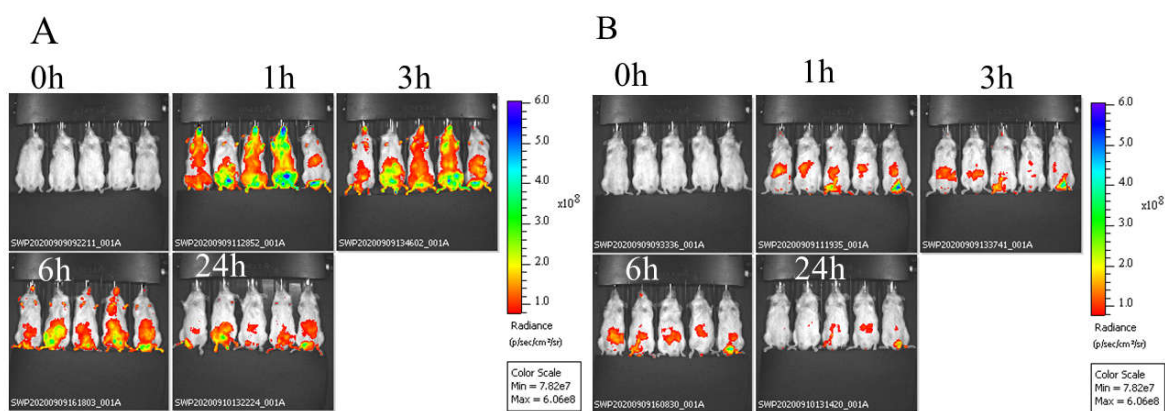 A
0h
1h
3h
SWP20200909092211_001A
SWP20200909112852_001A
SWP20200909134602_001A
6h
24h
SWP20200909161803_001A
SWP20200910132224_001A
6.0
5.0
4.0
3.0
2.0
1.0
x10⁸
Radiance
(p/sec/cm²/sr)
Color Scale
Min = 7.82e7
Max = 6.06e8
B
0h
1h
3h
SWP20200909093336_001A
SWP20200909111935_001A
SWP20200909133741_001A
6h
24h
SWP20200909160830_001A
SWP20200910131420_001A
6.0
5.0
4.0
3.0
2.0
1.0
x10⁸
Radiance
(p/sec/cm²/sr)
Color Scale
Min = 7.82e7
Max = 6.06e8